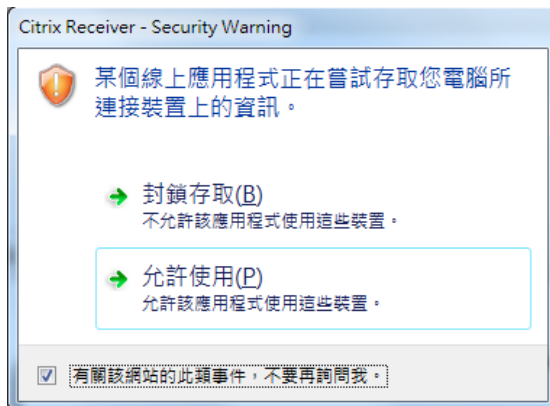 Citrix Receiver - Security Warning
某個線上應用程式正在嘗試存取您電腦所
連接裝置上的資訊。
封鎖存取(B)
不允許該應用程式使用這些裝置。
允許使用(P)
允許該應用程式使用這些裝置。
有關該網站的此類事件，不要再詢問我。